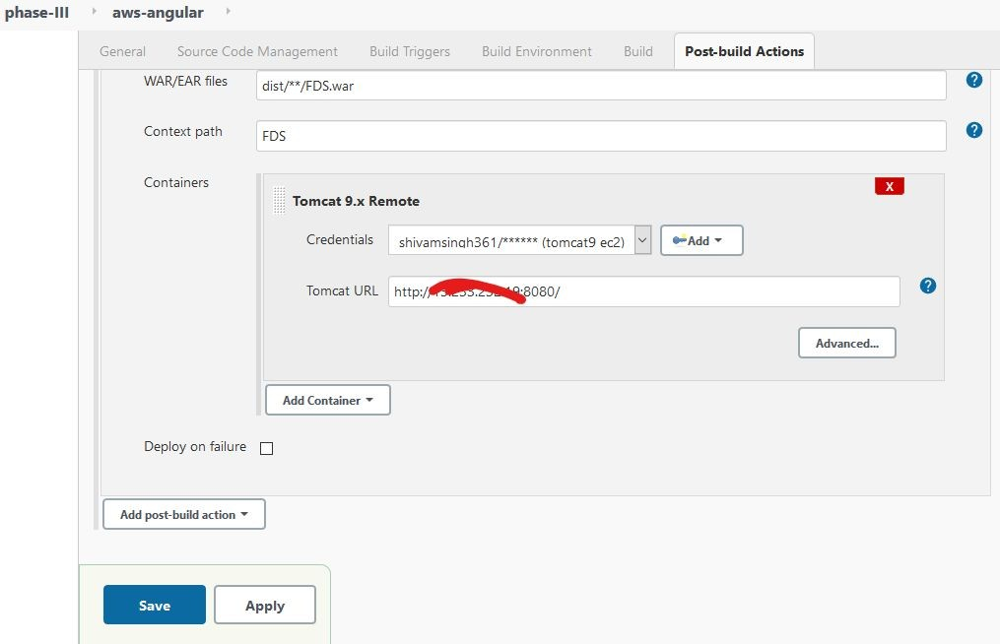 phase-III aws-angular
General Source Code Management Build Triggers Build Environment Build Post-build Actions
WAR/EAR files dist/**/FDS.war ?
Context path FDS ?
Containers
X
Tomcat 9.x Remote
Credentials shivamsingh361/****** (tomcat9 ec2) Add
Tomcat URL http:// :8080/ ?
Advanced...
Add Container
Deploy on failure
Add post-build action
Save Apply